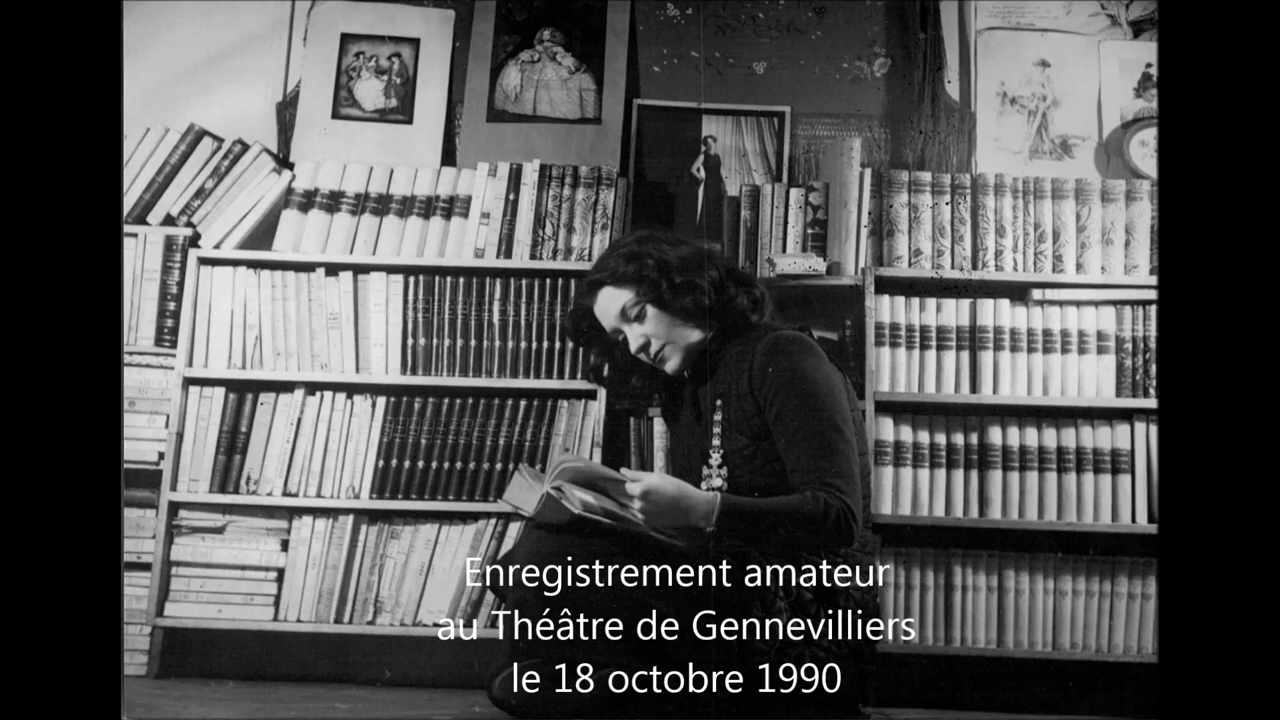 Enregistrement amateur
au Théâtre de Gennevilliers
le 18 octobre 1990